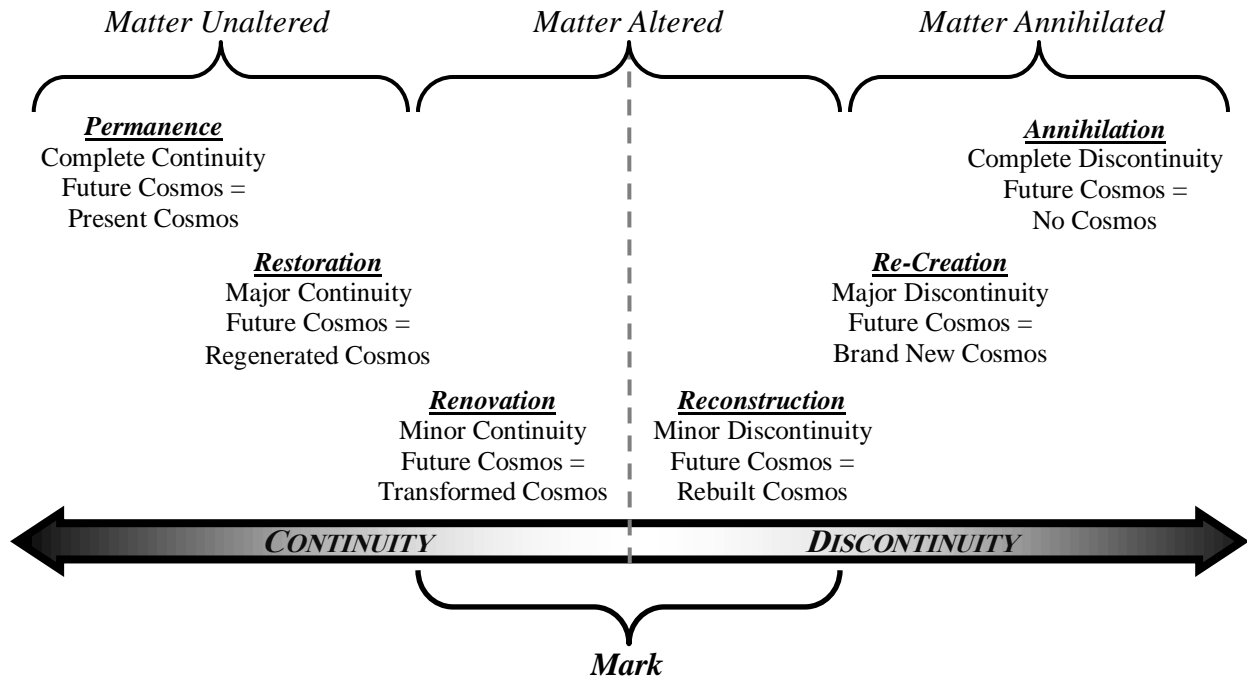 Matter Unaltered
Matter Altered
Matter Annihilated
Permanence
Complete Continuity
Future Cosmos =
Present Cosmos
Annihilation
Complete Discontinuity
Future Cosmos =
No Cosmos
Restoration
Major Continuity
Future Cosmos =
Regenerated Cosmos
Re-Creation
Major Discontinuity
Future Cosmos =
Brand New Cosmos
Renovation
Minor Continuity
Future Cosmos =
Transformed Cosmos
Reconstruction
Minor Discontinuity
Future Cosmos =
Rebuilt Cosmos
CONTINUITY
DISCONTINUITY
Mark